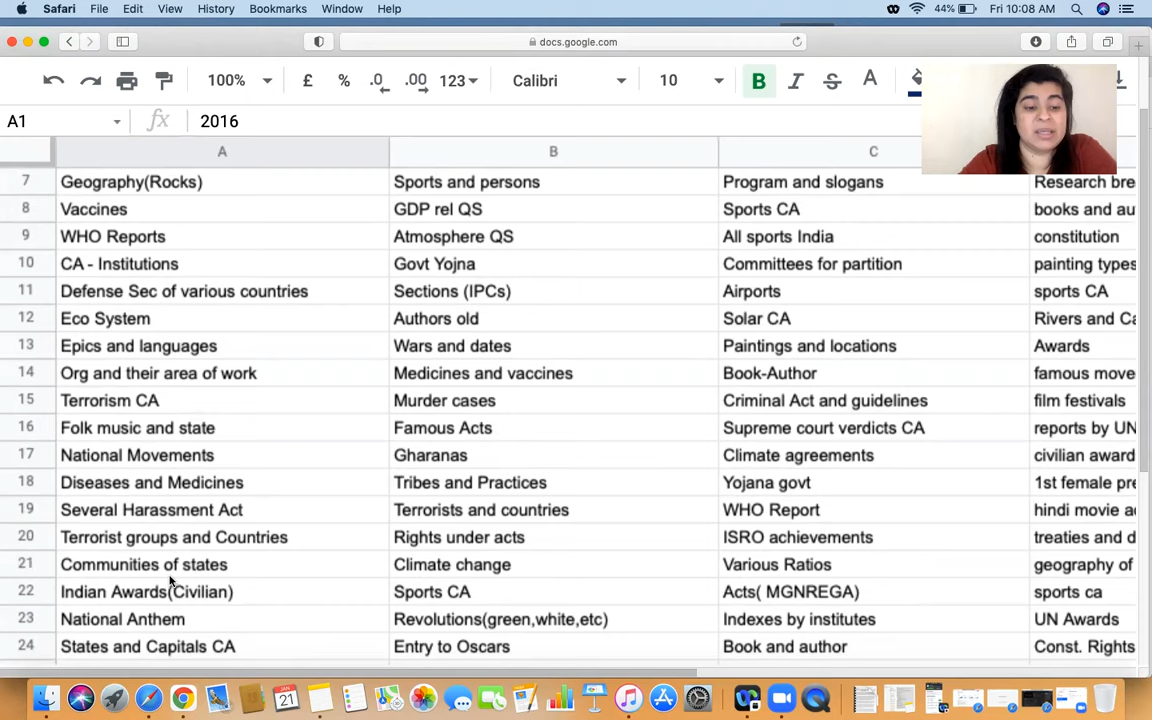 Safari File Edit View History Bookmarks Window Help 44% Fri 10:08 AM
docs.google.com
100% £ % .0 .00 123 Calibri 10 B I S A
A1 fx 2016
A B C
7 Geography(Rocks) Sports and persons Program and slogans Research bre
8 Vaccines GDP rel QS Sports CA books and au
9 WHO Reports Atmosphere QS All sports India constitution
10 CA - Institutions Govt Yojna Committees for partition painting types
11 Defense Sec of various countries Sections (IPCs) Airports sports CA
12 Eco System Authors old Solar CA Rivers and Ca
13 Epics and languages Wars and dates Paintings and locations Awards
14 Org and their area of work Medicines and vaccines Book-Author famous move
15 Terrorism CA Murder cases Criminal Act and guidelines film festivals
16 Folk music and state Famous Acts Supreme court verdicts CA reports by UN
17 National Movements Gharanas Climate agreements civilian award
18 Diseases and Medicines Tribes and Practices Yojana govt 1st female pre
19 Several Harassment Act Terrorists and countries WHO Report hindi movie a
20 Terrorist groups and Countries Rights under acts ISRO achievements treaties and d
21 Communities of states Climate change Various Ratios geography of
22 Indian Awards(Civilian) Sports CA Acts( MGNREGA) sports ca
23 National Anthem Revolutions(green,white,etc) Indexes by institutes UN Awards
24 States and Capitals CA Entry to Oscars Book and author Const. Rights
JAN 21